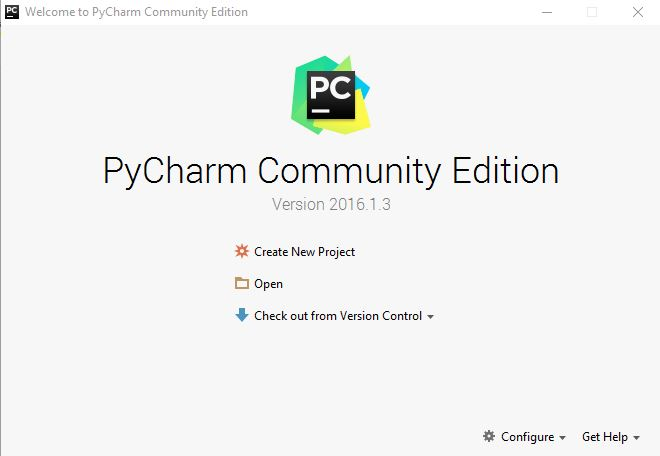 PC Welcome to PyCharm Community Edition
PC
PyCharm Community Edition
Version 2016.1.3
Create New Project
Open
Check out from Version Control
Configure Get Help